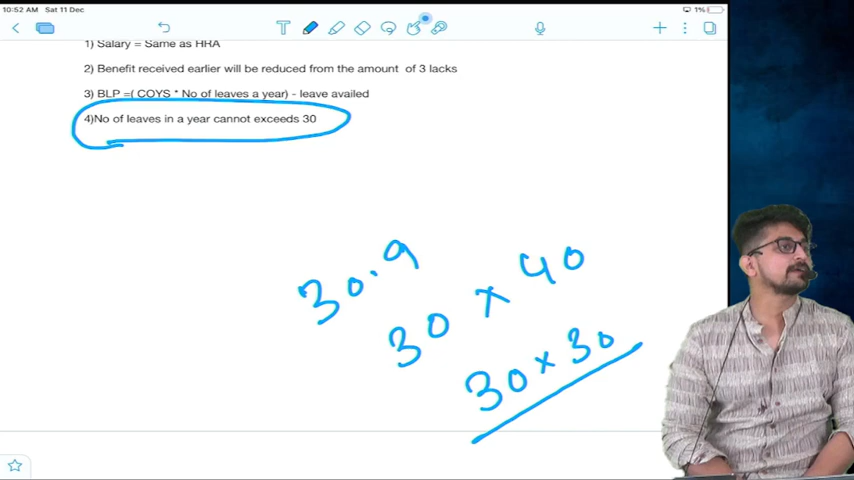 10:52 AM Sat 11 Dec
1%
1) Salary = Same as HRA
2) Benefit received earlier will be reduced from the amount of 3 lacks
3) BLP =( COYS * No of leaves a year) - leave availed
4)No of leaves in a year cannot exceeds 30
30.9
30 × 40
30 × 30